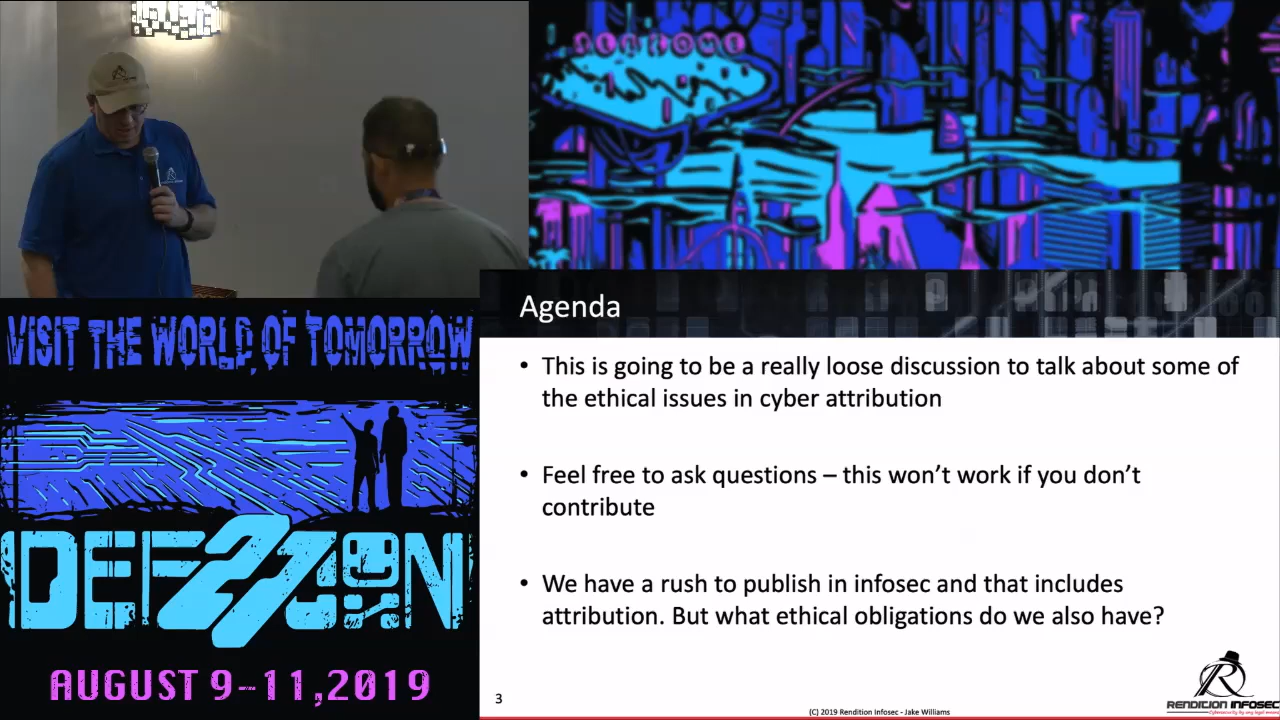 WELCOME
VISIT THE WORLD OF TOMORROW
DEF 27 CON
AUGUST 9-11,2019
Agenda
• This is going to be a really loose discussion to talk about some of
the ethical issues in cyber attribution
• Feel free to ask questions – this won't work if you don't
contribute
• We have a rush to publish in infosec and that includes
attribution. But what ethical obligations do we also have?
3
(C) 2019 Rendition Infosec - Jake Williams
R
RENDITION INFOSEC